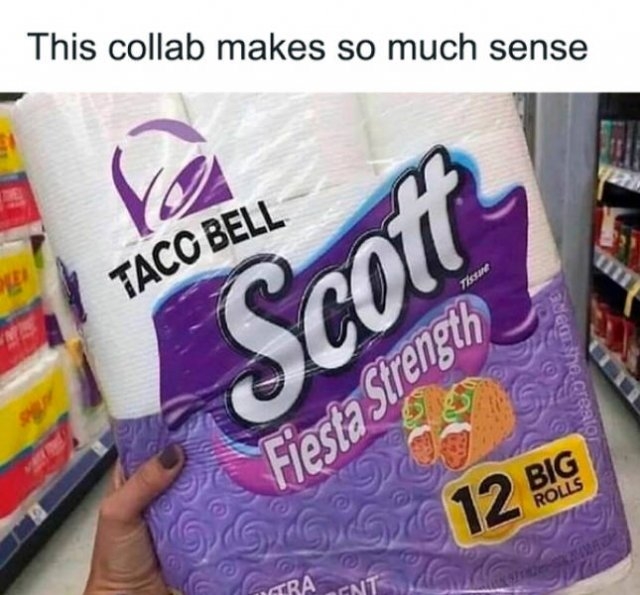 This collab makes so much sense
TACO BELL
Scott
Tissue
Fiesta Strength
12 BIG
ROLLS